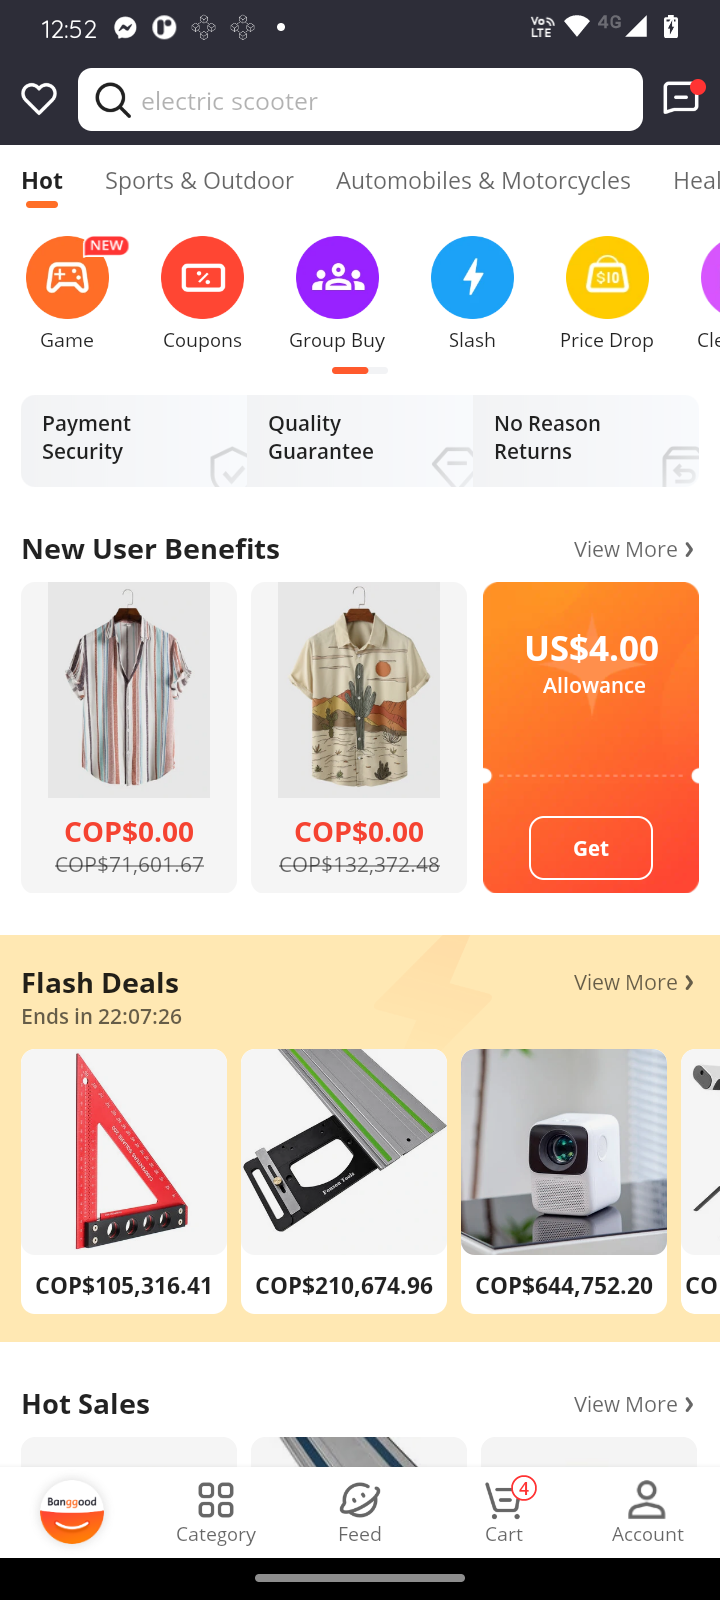 12:52
Vo
LTE
4G
electric scooter
Hot
Sports & Outdoor
Automobiles & Motorcycles
Heal
NEW
$10
Game
Coupons
Group Buy
Slash
Price Drop
Cle
Payment
Security
Quality
Guarantee
No Reason
Returns
New User Benefits
View More
COP$0.00
COP$71,601.67
COP$0.00
COP$132,372.48
US$4.00
Allowance
Get
Flash Deals
View More
Ends in 22:07:26
COP$105,316.41
COP$210,674.96
COP$644,752.20
CO
Hot Sales
View More
Banggood
Category
Feed
4
Cart
Account